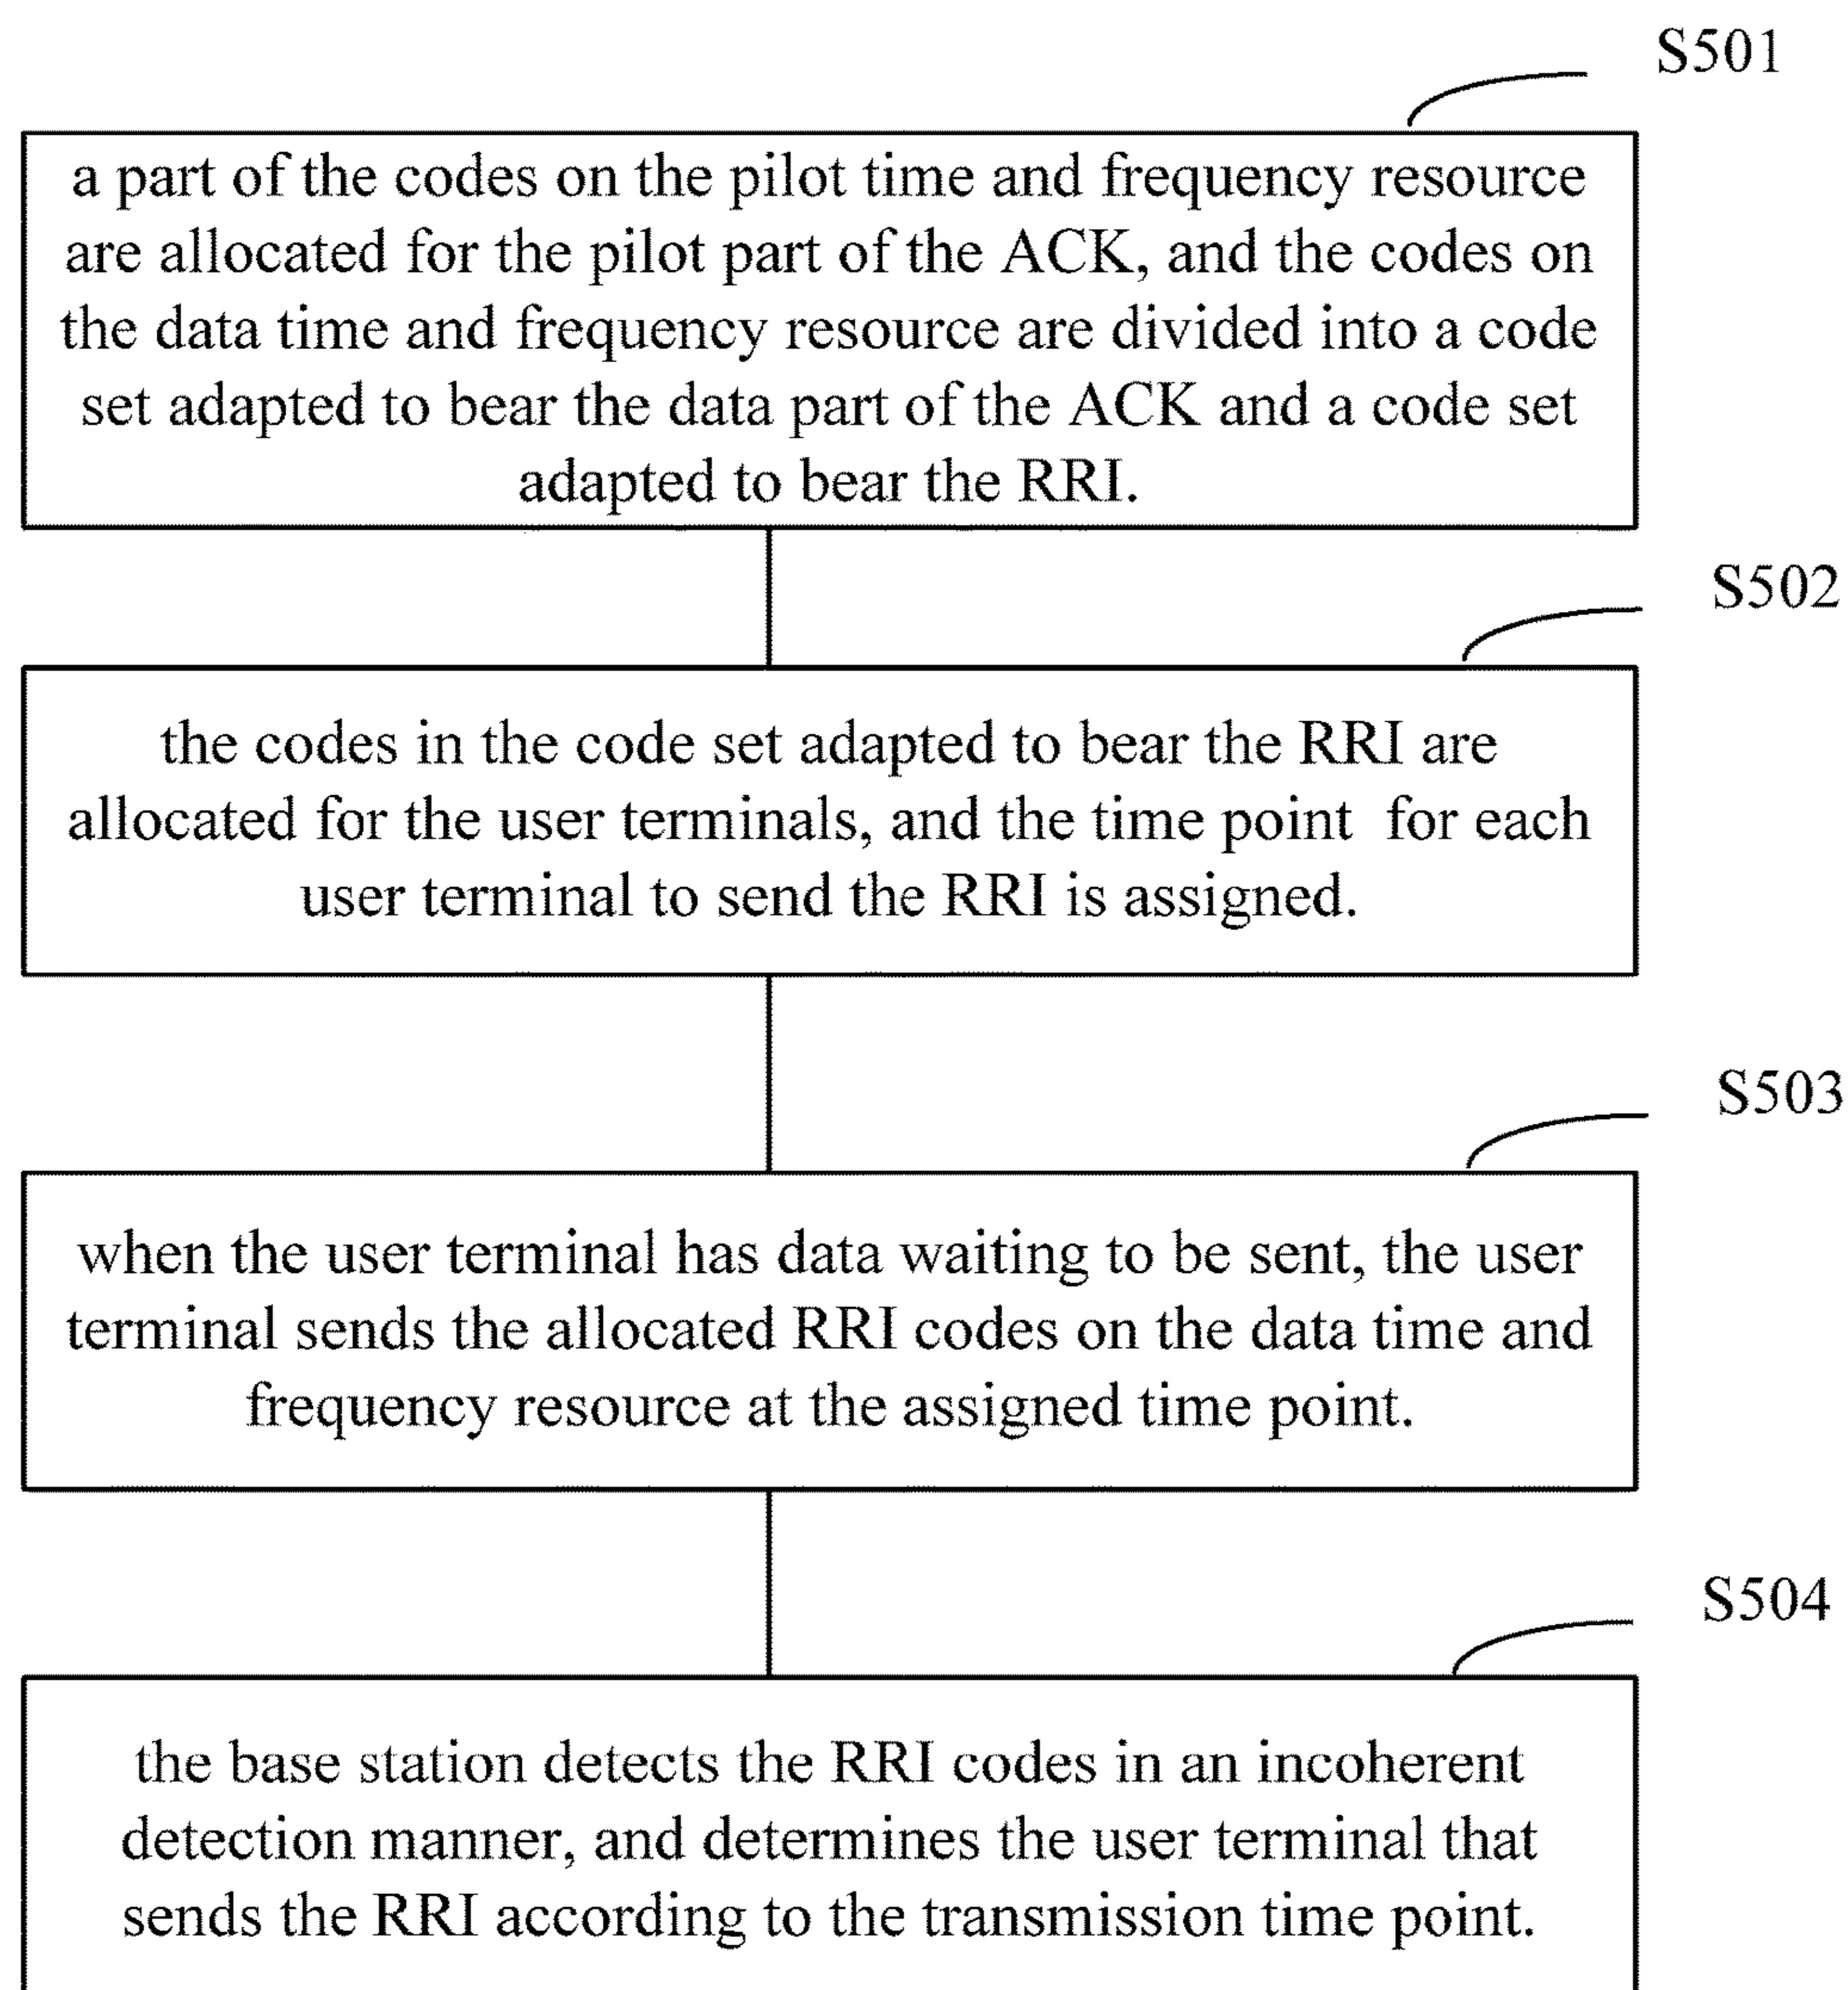 S501
a part of the codes on the pilot time and frequency resource
are allocated for the pilot part of the ACK, and the codes on
the data time and frequency resource are divided into a code
set adapted to bear the data part of the ACK and a code set
adapted to bear the RRI.
S502
the codes in the code set adapted to bear the RRI are
allocated for the user terminals, and the time point for each
user terminal to send the RRI is assigned.
S503
when the user terminal has data waiting to be sent, the user
terminal sends the allocated RRI codes on the data time and
frequency resource at the assigned time point.
S504
the base station detects the RRI codes in an incoherent
detection manner, and determines the user terminal that
sends the RRI according to the transmission time point.